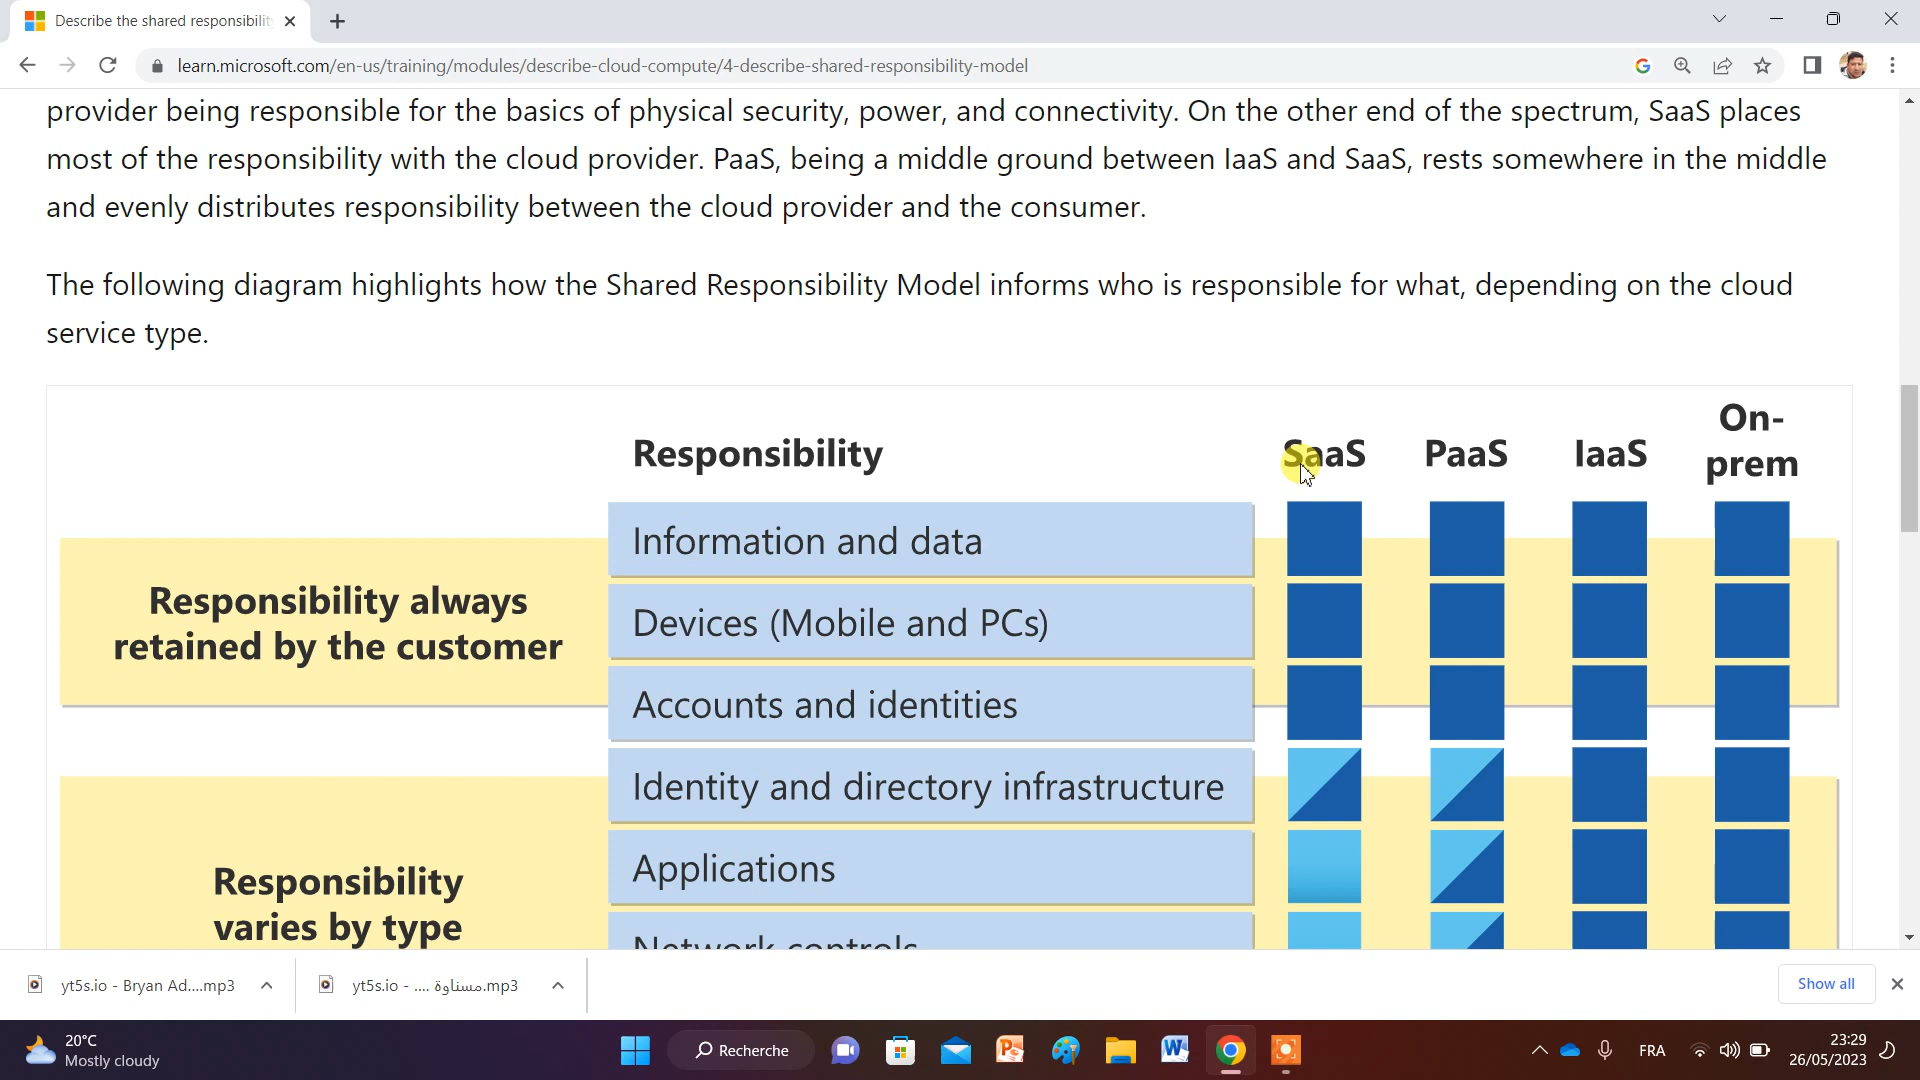 Describe the shared responsibilit
learn.microsoft.com/en-us/training/modules/describe-cloud-compute/4-describe-shared-responsibility-model
provider being responsible for the basics of physical security, power, and connectivity. On the other end of the spectrum, SaaS places
most of the responsibility with the cloud provider. PaaS, being a middle ground between IaaS and SaaS, rests somewhere in the middle
and evenly distributes responsibility between the cloud provider and the consumer.
The following diagram highlights how the Shared Responsibility Model informs who is responsible for what, depending on the cloud
service type.
Responsibility SaaS PaaS IaaS On-prem
Information and data
Responsibility always
retained by the customer
Devices (Mobile and PCs)
Accounts and identities
Identity and directory infrastructure
Applications
Responsibility
varies by type
Network controls
yt5s.io - Bryan Ad....mp3
yt5s.io - .... مسناوة.mp3
Show all
20°C
Mostly cloudy
Recherche
FRA
23:29
26/05/2023